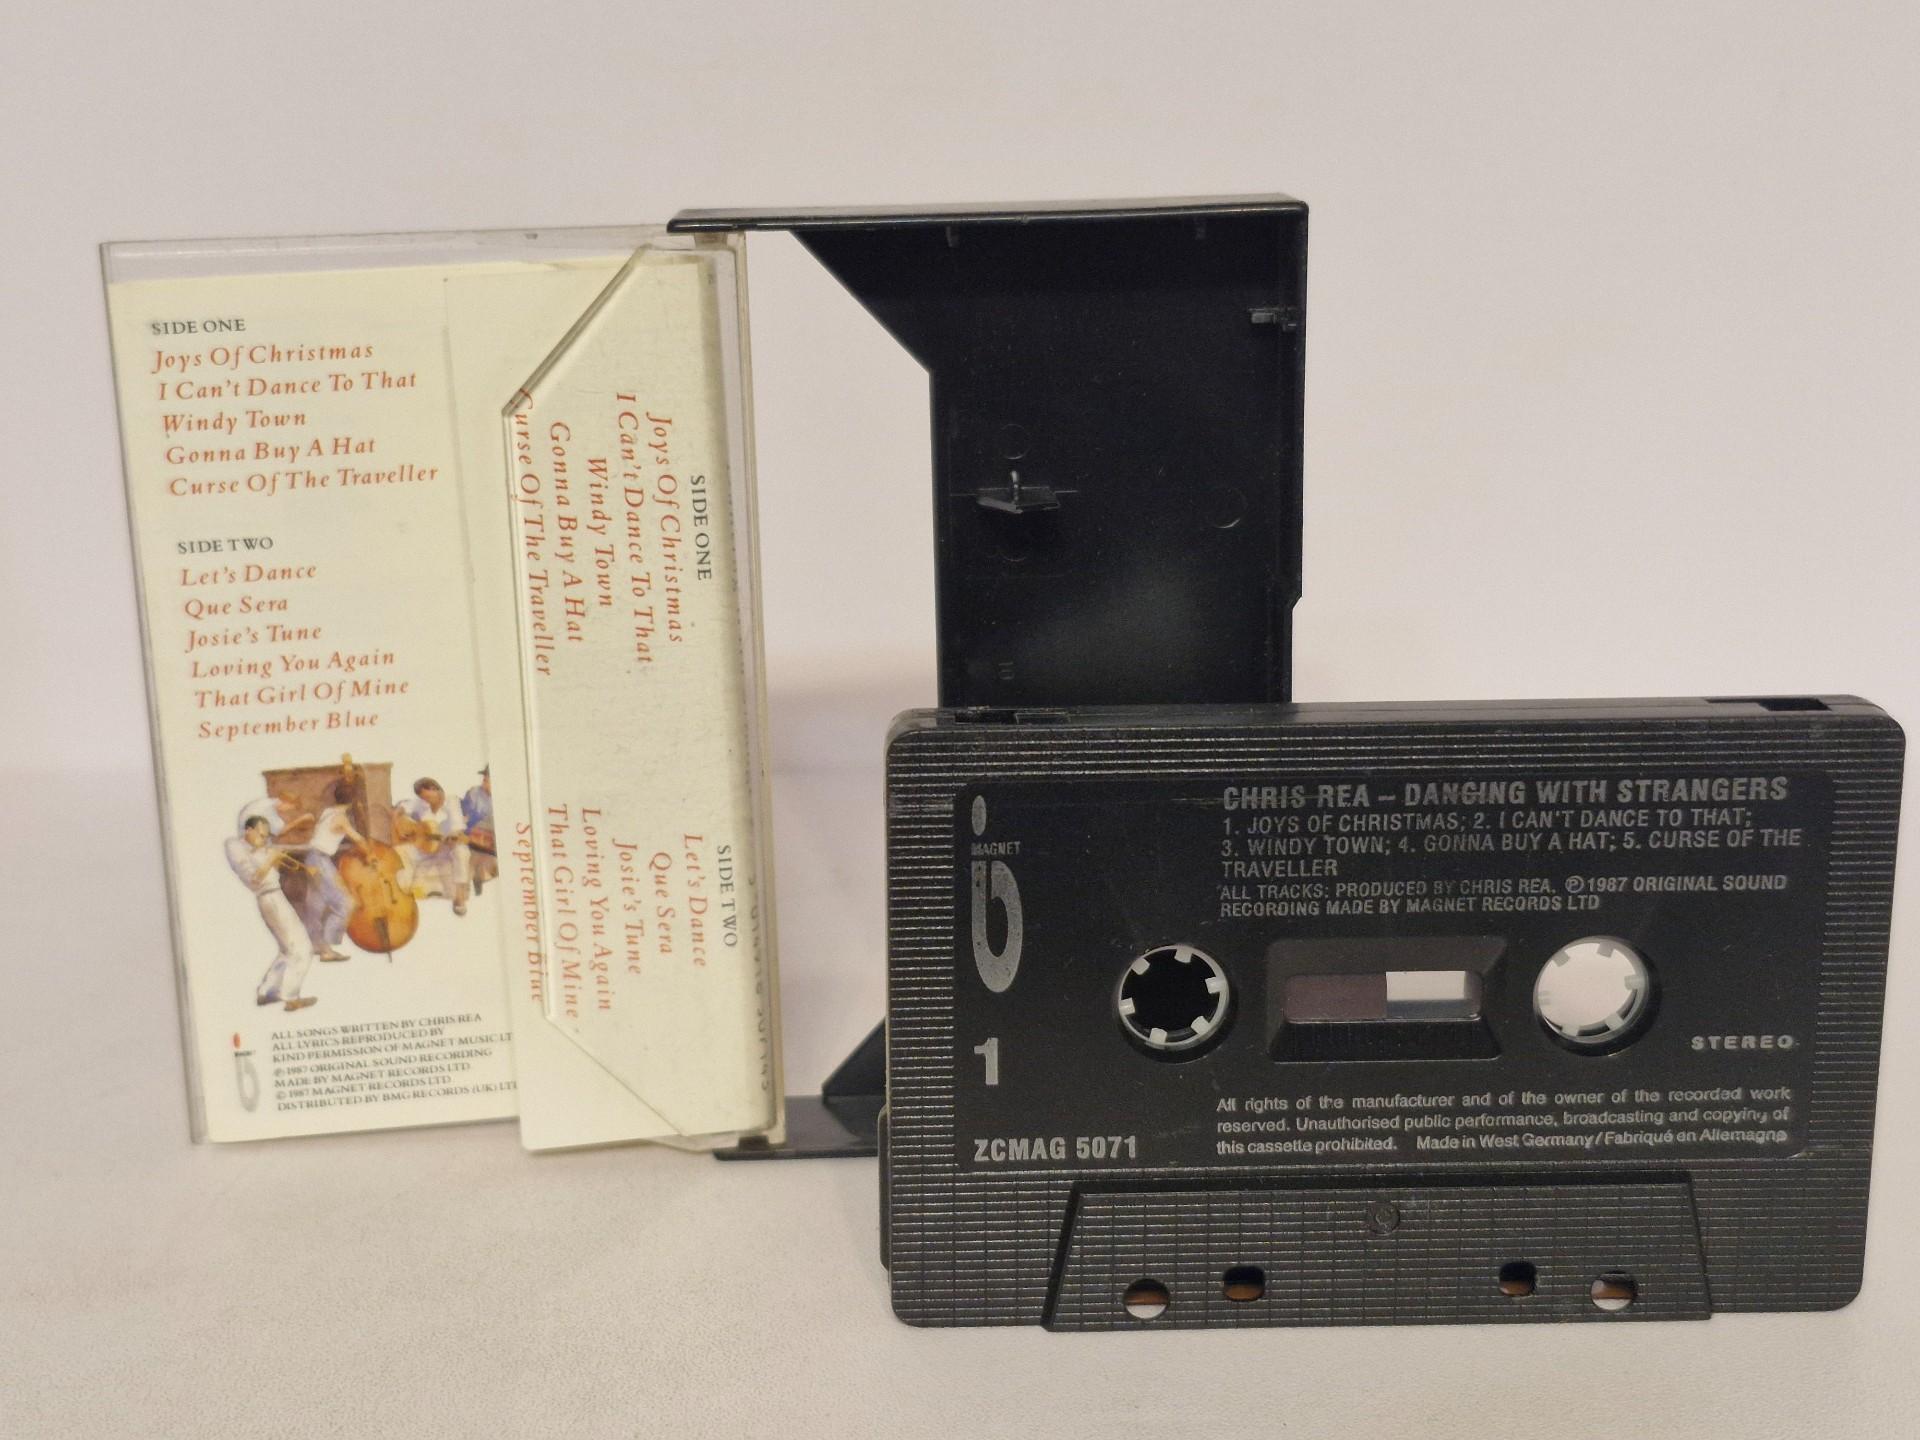 SIDE ONE
Joys Of Christmas
I Can't Dance To That
Windy Town
Gonna Buy A Hat
Curse Of The Traveller
SIDE TWO
Let's Dance
Que Sera
Josie's Tune
Loving You Again
That Girl Of Mine
September Blue
MAGNET
ALL SONGS WRITTEN BY CHRIS REA
ALL LYRICS REPRODUCED BY
KIND PERMISSION OF MAGNET MUSIC LT
℗ 1987 ORIGINAL SOUND RECORDING
MADE BY MAGNET RECORDS LTD
© 1987 MAGNET RECORDS LTD.
DISTRIBUTED BY BMG RECORDS (UK) LT
SIDE ONE
Joys Of Christmas
I Can't Dance To That
Windy Town
Gonna Buy A Hat
Curse Of The Traveller
SIDE TWO
Let's Dance
Que Sera
Josie's Tune
Loving You Again
That Girl Of Mine
September Blue
10
MAGNET
CHRIS REA – DANCING WITH STRANGERS
1. JOYS OF CHRISTMAS; 2. I CAN'T DANCE TO THAT;
3. WINDY TOWN; 4. GONNA BUY A HAT; 5. CURSE OF THE
TRAVELLER
ALL TRACKS: PRODUCED BY CHRIS REA. ℗1987 ORIGINAL SOUND
RECORDING MADE BY MAGNET RECORDS LTD
1
STEREO
ZCMAG 5071
All rights of the manufacturer and of the owner of the recorded work
reserved. Unauthorised public performance, broadcasting and copying of
this cassette prohibited. Made in West Germany/Fabriqué en Allemagne